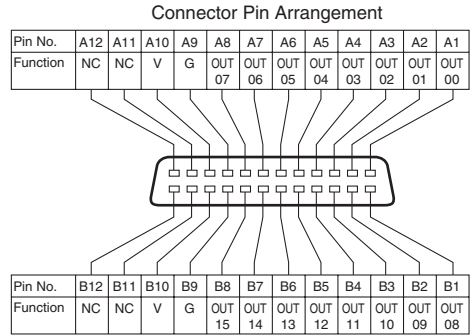 Connector Pin Arrangement
Pin No. A12 A11 A10 A9 A8 A7 A6 A5 A4 A3 A2 A1
Function NC NC V G OUT 07 OUT 06 OUT 05 OUT 04 OUT 03 OUT 02 OUT 01 OUT 00
Pin No. B12 B11 B10 B9 B8 B7 B6 B5 B4 B3 B2 B1
Function NC NC V G OUT 15 OUT 14 OUT 13 OUT 12 OUT 11 OUT 10 OUT 09 OUT 08